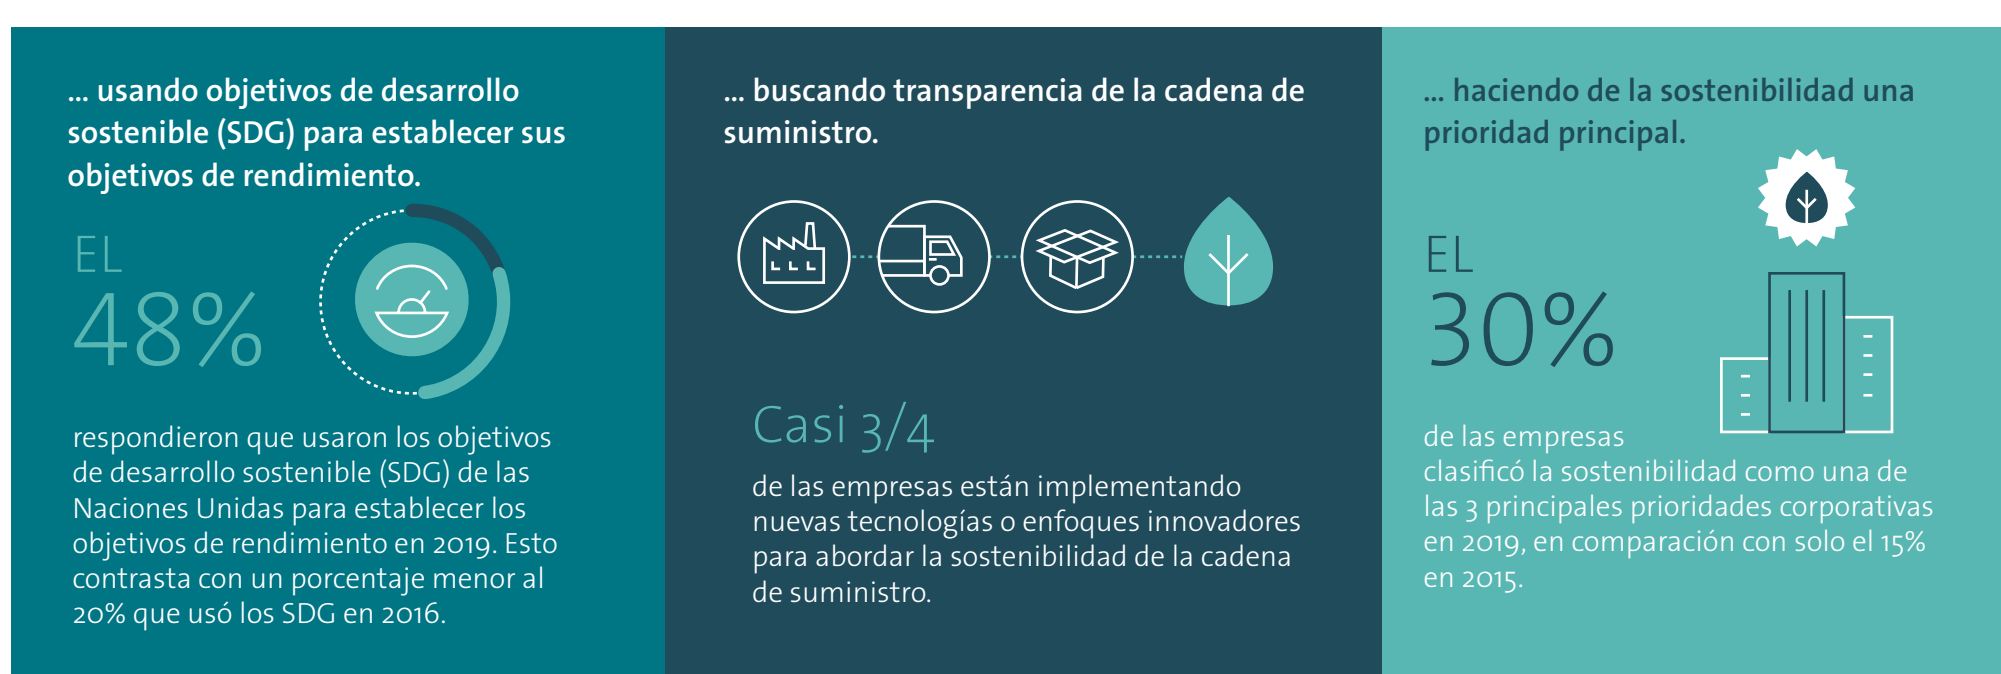 ... usando objetivos de desarrollo
sostenible (SDG) para establecer sus
objetivos de rendimiento.
EL
48%
respondieron que usaron los objetivos
de desarrollo sostenible (SDG) de las
Naciones Unidas para establecer los
objetivos de rendimiento en 2019. Esto
contrasta con un porcentaje menor al
20% que usó los SDG en 2016.
... buscando transparencia de la cadena de
suministro.
Casi 3/4
de las empresas están implementando
nuevas tecnologías o enfoques innovadores
para abordar la sostenibilidad de la cadena
de suministro.
... haciendo de la sostenibilidad una
prioridad principal.
EL
30%
de las empresas
clasificó la sostenibilidad como una de
las 3 principales prioridades corporativas
en 2019, en comparación con solo el 15%
en 2015.